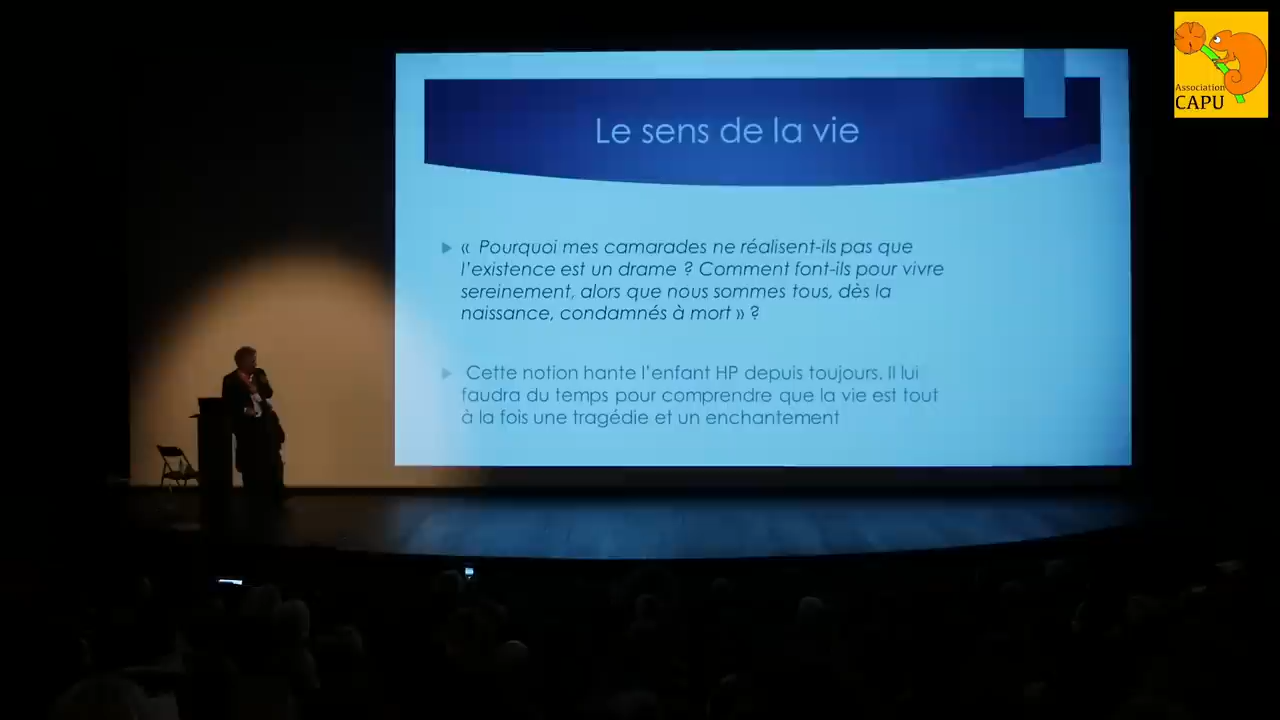 Association
CAPU
Le sens de la vie
« Pourquoi mes camarades ne réalisent-ils pas que
l'existence est un drame ? Comment font-ils pour vivre
sereinement, alors que nous sommes tous, dès la
naissance, condamnés à mort » ?
Cette notion hante l'enfant HP depuis toujours. Il lui
faudra du temps pour comprendre que la vie est tout
à la fois une tragédie et un enchantement